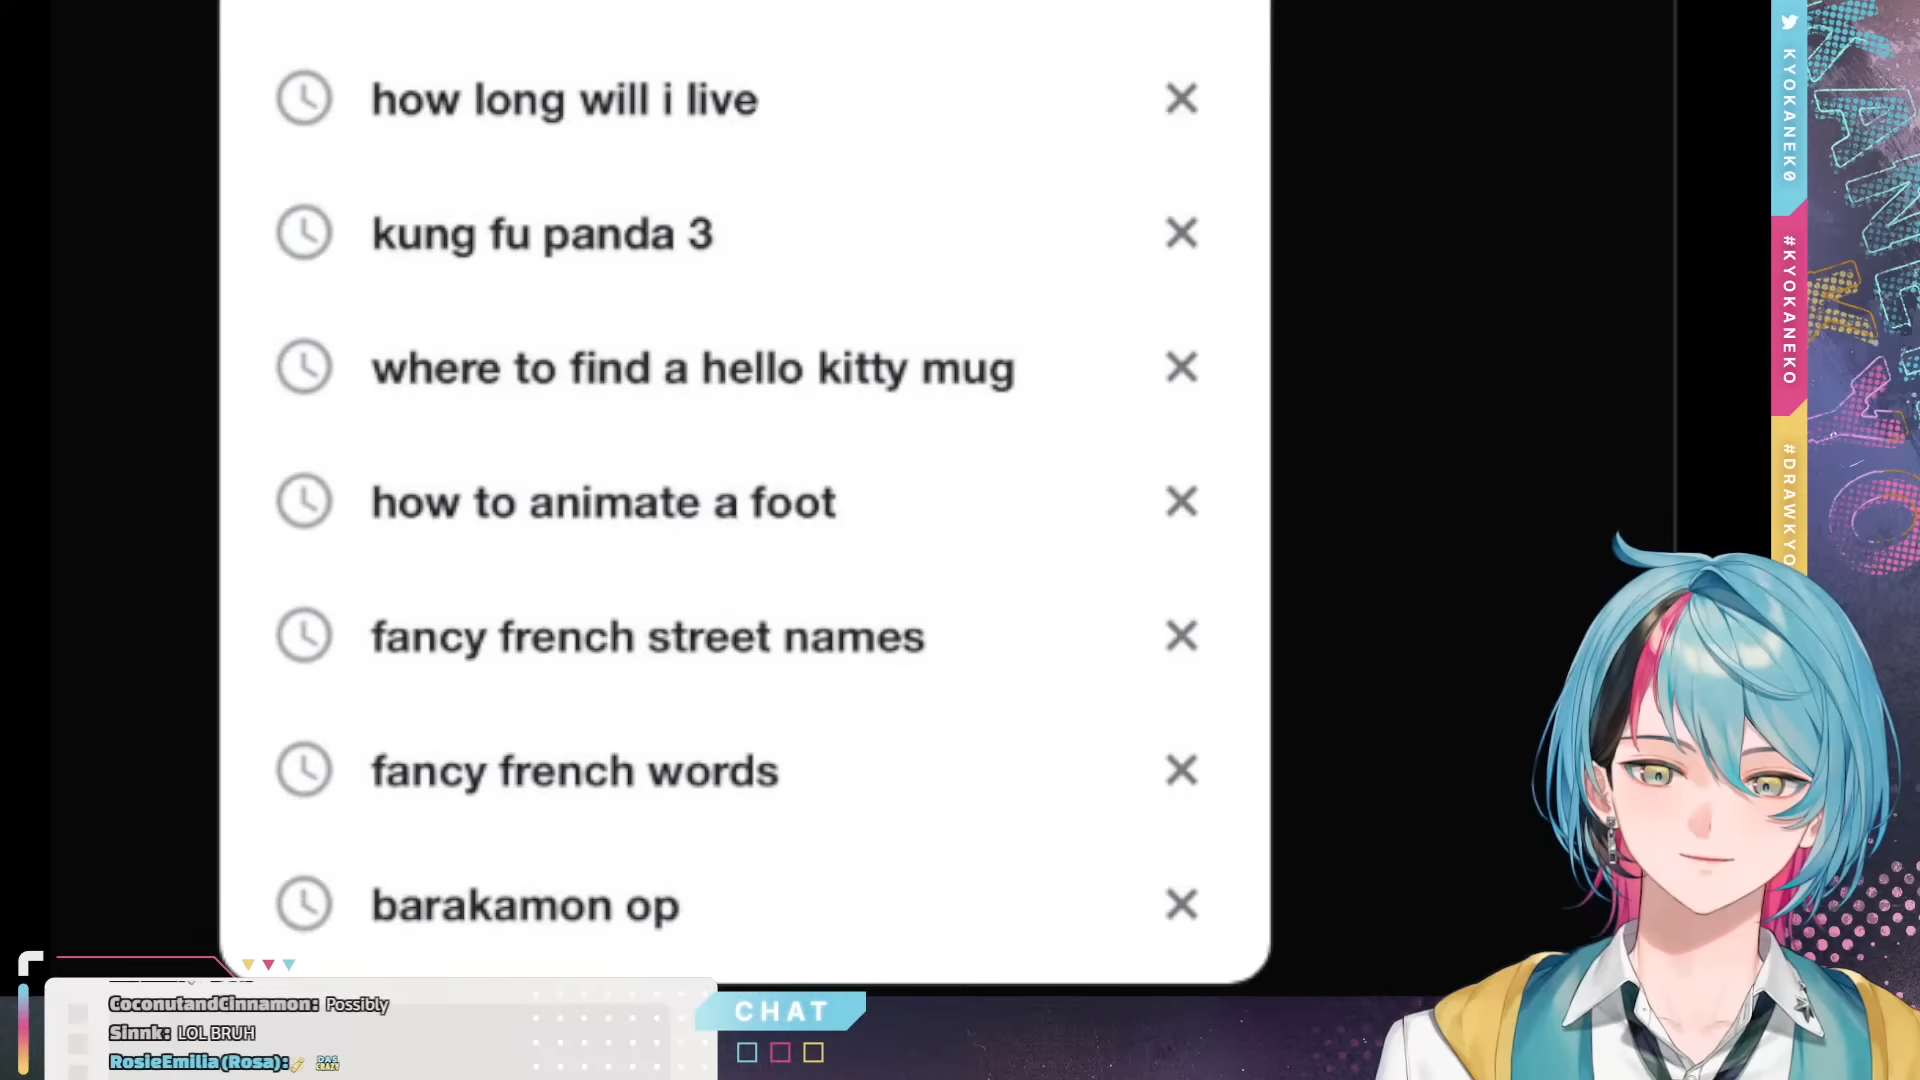 how long will i live
kung fu panda 3
where to find a hello kitty mug
how to animate a foot
fancy french street names
fancy french words
barakamon op
CoconutandCinnamon: Possibly
Sinnk: LOL BRUH
RosieEmilia(Rosa):
CHAT
KYOKANEK0
#KYOKANEKO
#DRAWKYO